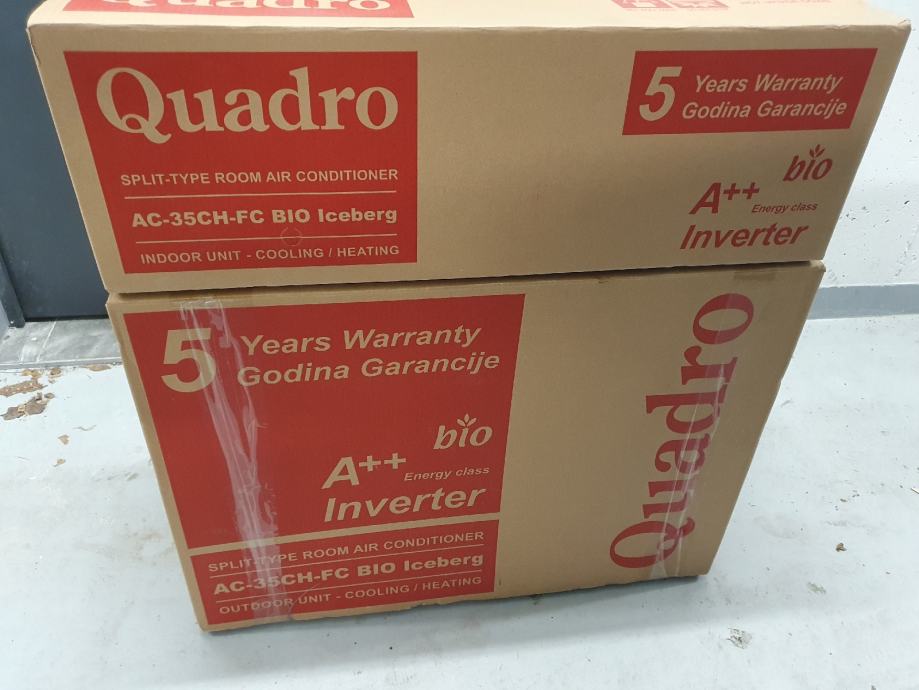 Quadro
Quadro
SPLIT-TYPE ROOM AIR CONDITIONER
AC-35CH-FC BIO Iceberg
INDOOR UNIT - COOLING / HEATING
5 Years Warranty
Godina Garancije
bio
A++ Energy class
Inverter
5 Years Warranty
Godina Garancije
bio
A++ Energy class
Inverter
SPLIT-TYPE ROOM AIR CONDITIONER
AC-35CH-FC BIO Iceberg
OUTDOOR UNIT - COOLING / HEATING
Quadro